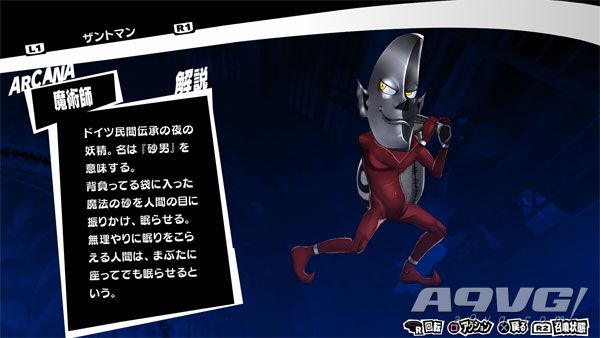 L1
ザントマン
R1
ARCANA
魔術師
解説
ドイツ民間伝承の夜の
妖精。名は『砂男』を
意味する。
背負ってる袋に入った
魔法の砂を人間の目に
振りかけ、眠らせる。
無理やりに眠りをこら
える人間は、まぶたに
座ってでも眠らせると
いう。
A9VG!
a9vg.com
R 回転 アクション 戻る R2 召喚状態